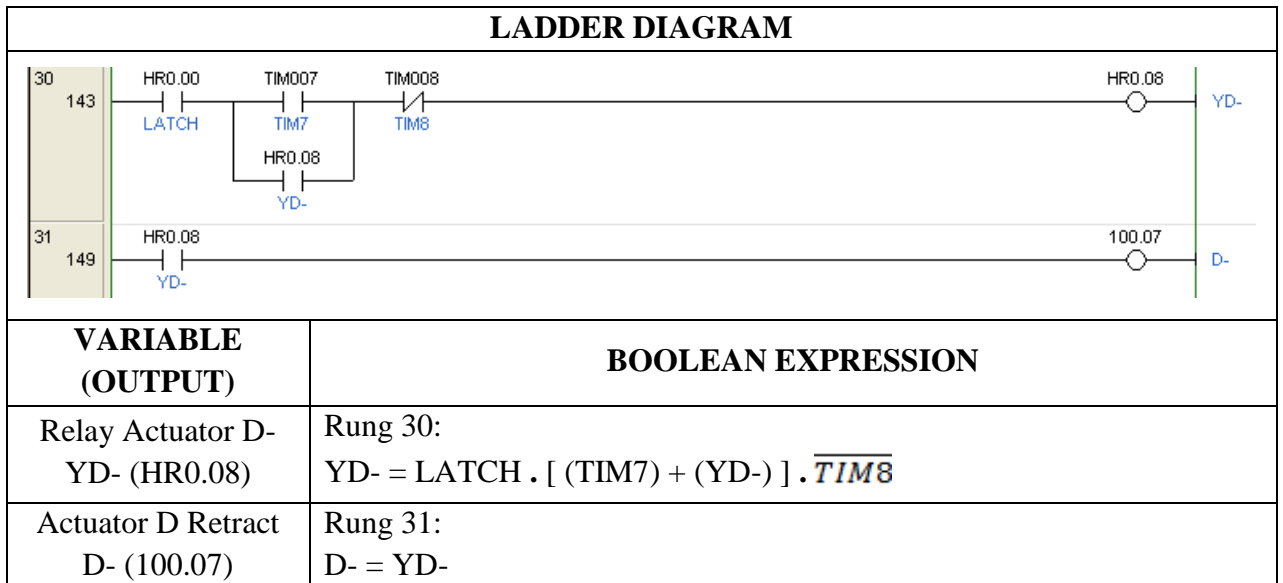 LADDER DIAGRAM
30 HR0.00 TIM007 TIM008 HR0.08
143 YD-
LATCH TIM7 TIM8
HR0.08
YD-
31 HR0.08 100.07
149 D-
YD-
VARIABLE
(OUTPUT)
BOOLEAN EXPRESSION
Relay Actuator D-
YD- (HR0.08)
Rung 30:
YD- = LATCH . [ (TIM7) + (YD-) ] . T̅I̅M̅8̅
Actuator D Retract
D- (100.07)
Rung 31:
D- = YD-